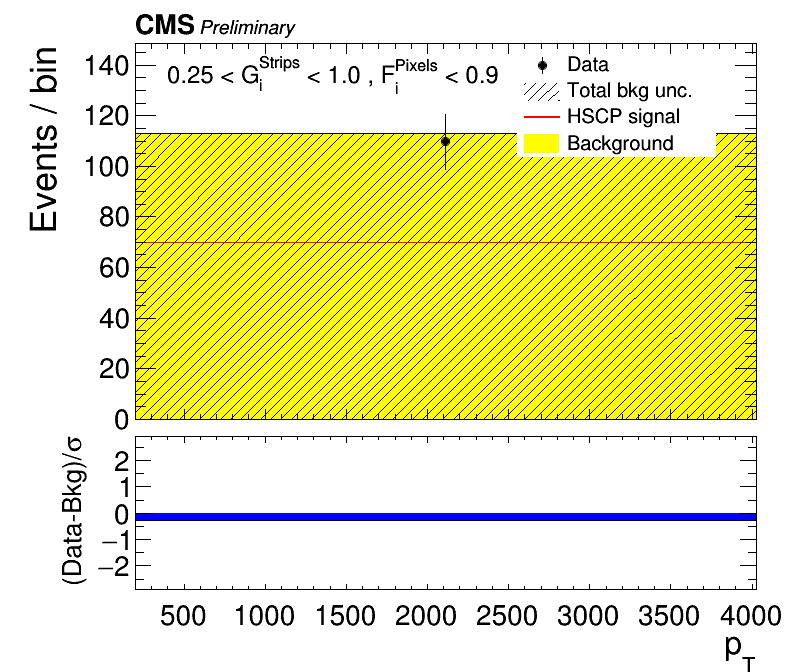 CMS Preliminary
0.25 < G_i^Strips < 1.0 , F_i^Pixels < 0.9
Data
Total bkg unc.
HSCP signal
Background
Events / bin
140
120
100
80
60
40
20
0
(Data-Bkg)/σ
2
1
0
−1
−2
500 1000 1500 2000 2500 3000 3500 4000
p_T